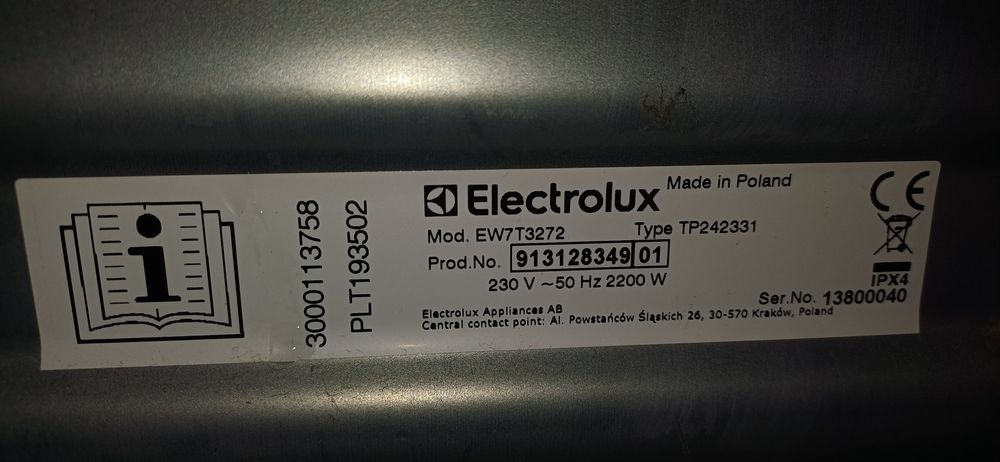 3000113758
PLT193502
Electrolux
Made in Poland
Mod. EW7T3272 Type TP242331
Prod.No. 913128349 01
230 V ~50 Hz 2200 W
IPX4
Ser.No. 13800040
Electrolux Appliances AB
Central contact point: Al. Powstańców Śląskich 26, 30-570 Kraków, Poland
CE